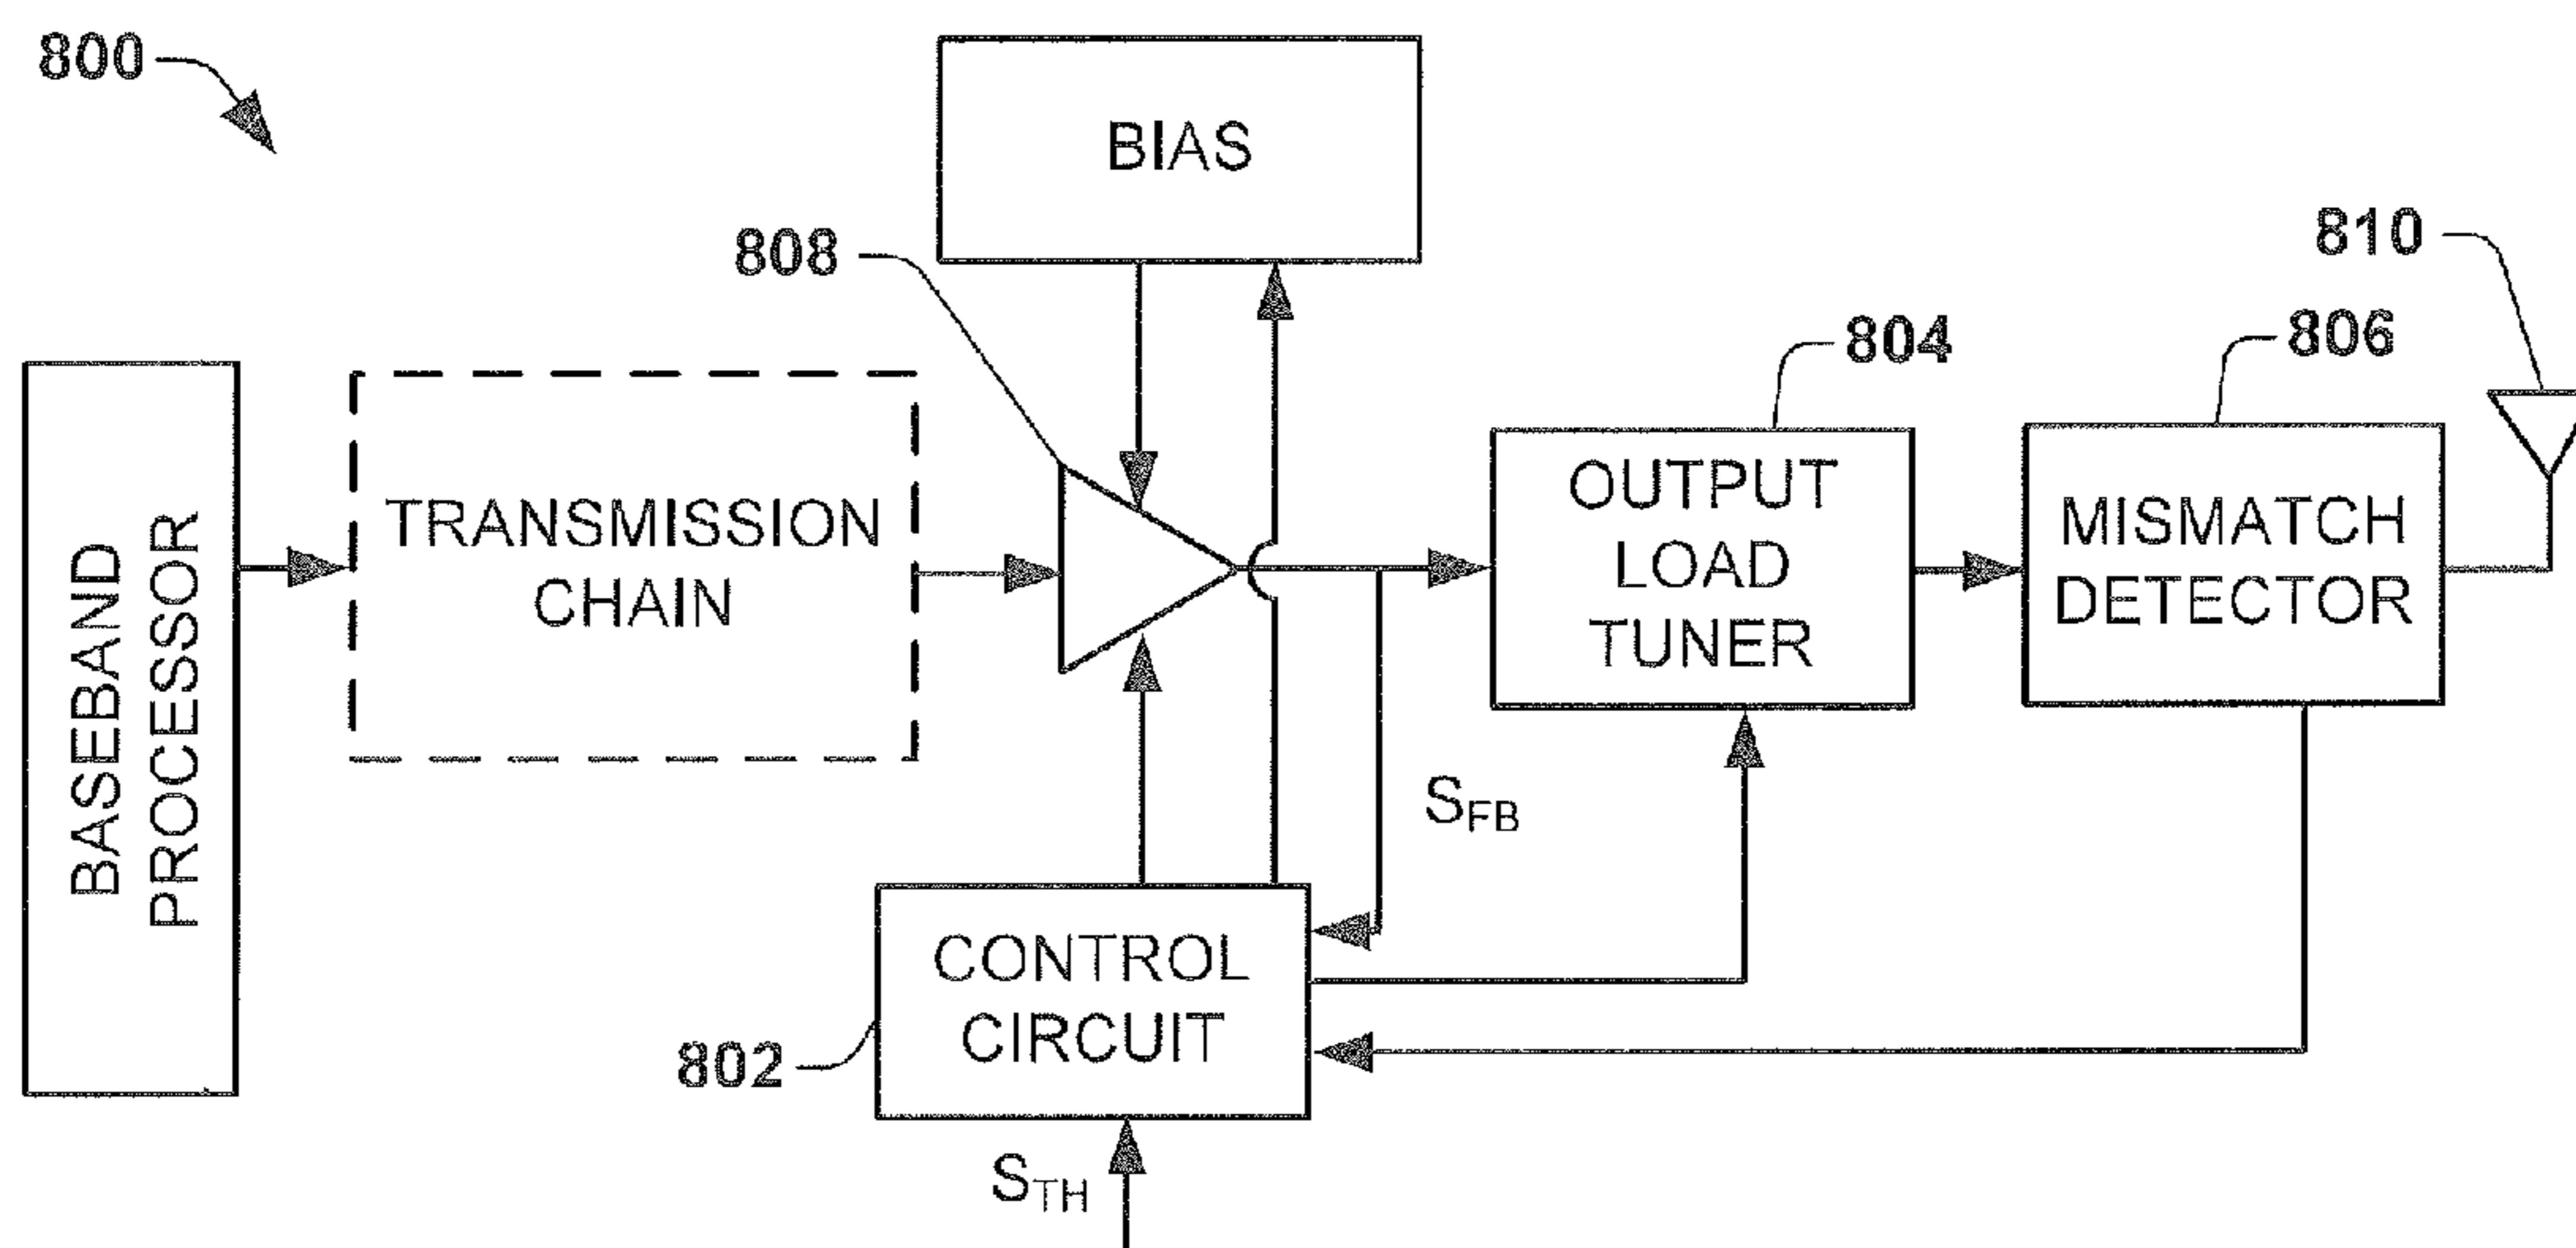 800
BIAS
808
810
804
806
BASEBAND
PROCESSOR
TRANSMISSION
CHAIN
OUTPUT
LOAD
TUNER
MISMATCH
DETECTOR
SFB
CONTROL
CIRCUIT
802
STH